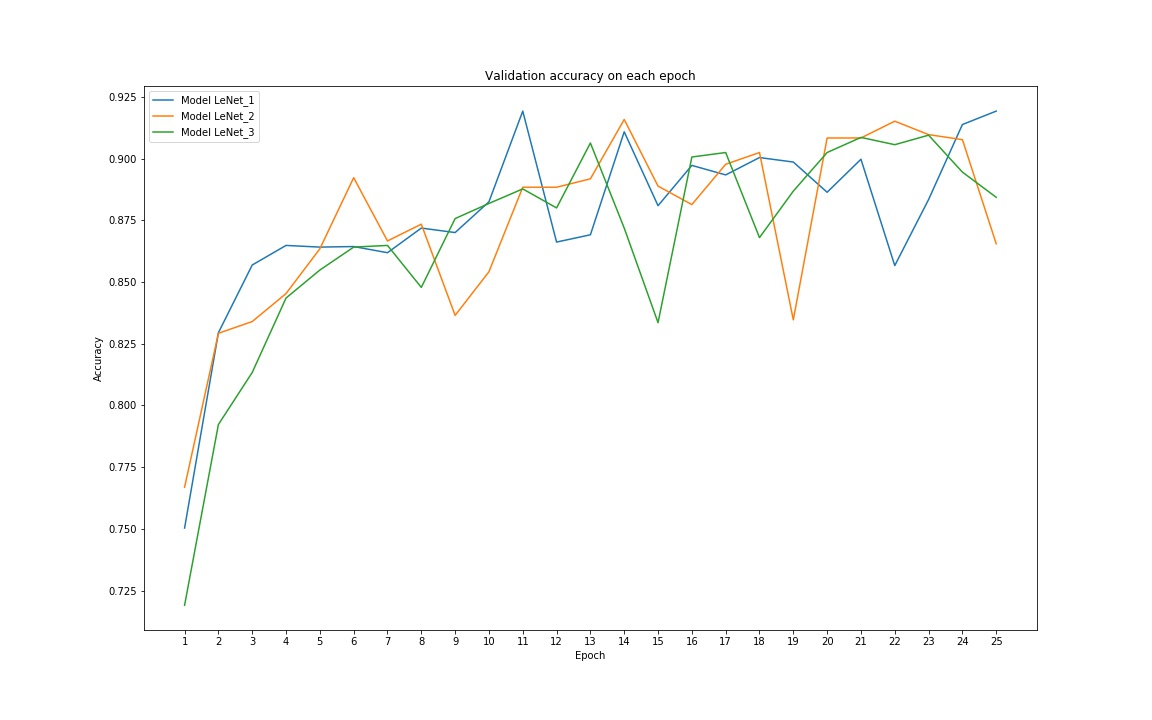 Validation accuracy on each epoch
Model LeNet_1
Model LeNet_2
Model LeNet_3
0.925
0.900
0.875
0.850
0.825
0.800
0.775
0.750
0.725
Accuracy
1 2 3 4 5 6 7 8 9 10 11 12 13 14 15 16 17 18 19 20 21 22 23 24 25
Epoch